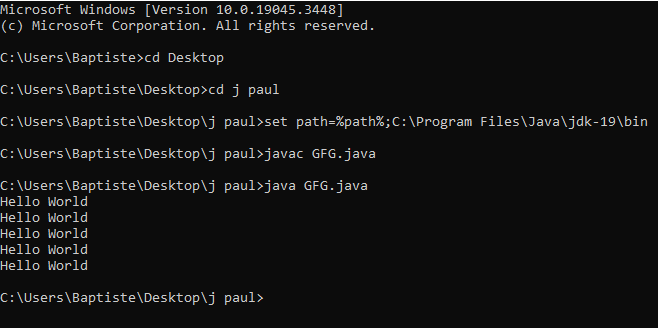 Microsoft Windows [Version 10.0.19045.3448]
(c) Microsoft Corporation. All rights reserved.
C:\Users\Baptiste>cd Desktop
C:\Users\Baptiste\Desktop>cd j paul
C:\Users\Baptiste\Desktop\j paul>set path=%path%;C:\Program Files\Java\jdk-19\bin
C:\Users\Baptiste\Desktop\j paul>javac GFG.java
C:\Users\Baptiste\Desktop\j paul>java GFG.java
Hello World
Hello World
Hello World
Hello World
Hello World
C:\Users\Baptiste\Desktop\j paul>